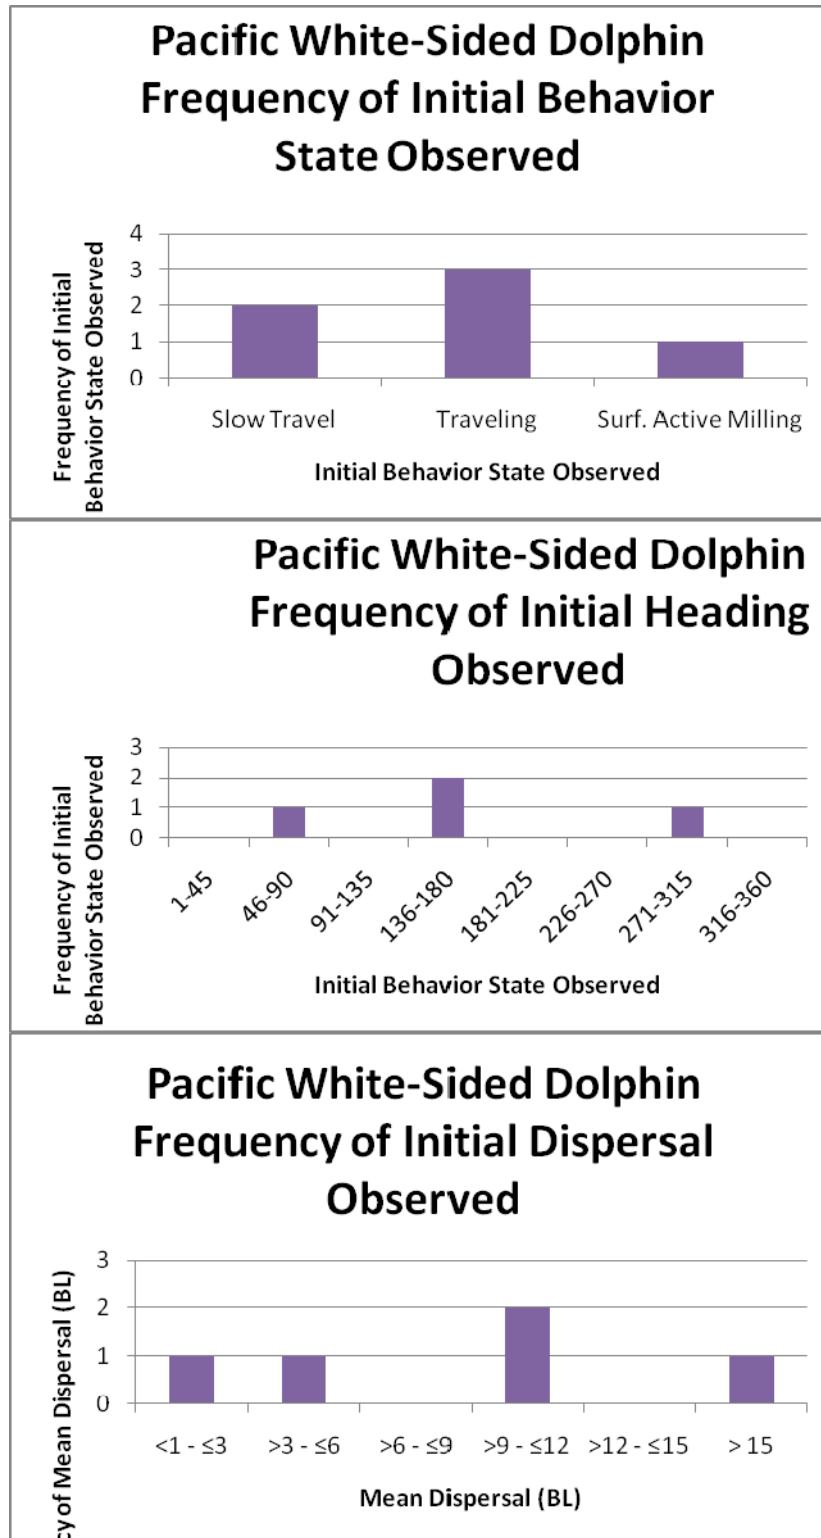 Pacific White-Sided Dolphin
Frequency of Initial Behavior
State Observed
Frequency of Initial
Behavior State Observed
4
3
2
1
0
Slow Travel Traveling Surf. Active Milling
Initial Behavior State Observed
Pacific White-Sided Dolphin
Frequency of Initial Heading
Observed
Frequency of Initial
Behavior State Observed
3
2
1
0
1-45 46-90 91-135 136-180 181-225 226-270 271-315 316-360
Initial Behavior State Observed
Pacific White-Sided Dolphin
Frequency of Initial Dispersal
Observed
cy of Mean Dispersal (BL)
3
2
1
0
<1 - ≤3 >3 - ≤6 >6 - ≤9 >9 - ≤12 >12 - ≤15 > 15
Mean Dispersal (BL)